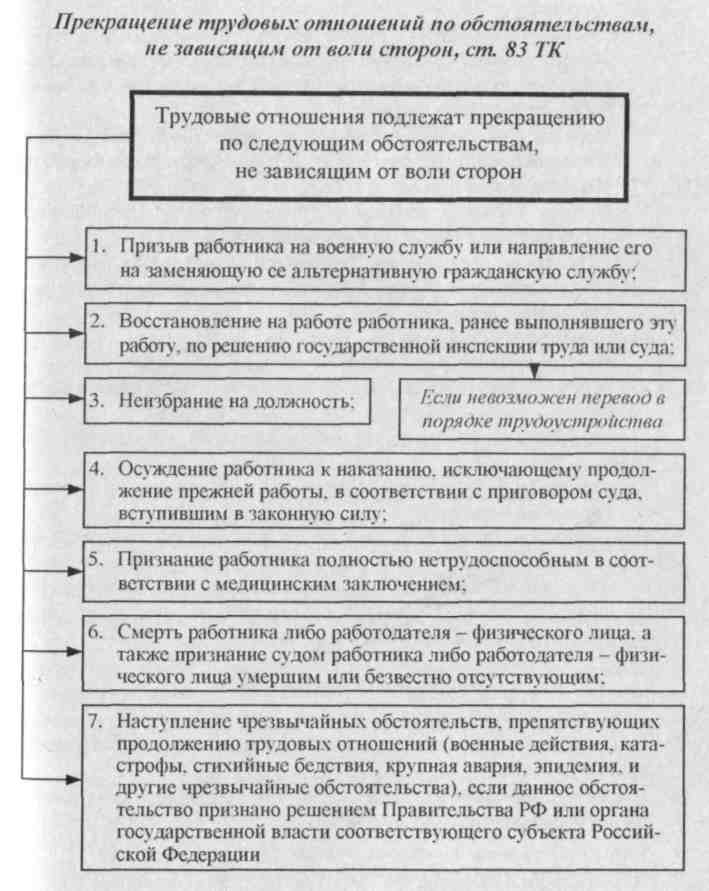 Прекращение трудовых отношений по обстоятельствам,
не зависящим от воли сторон, ст. 83 ТК
Трудовые отношения подлежат прекращению
по следующим обстоятельствам,
не зависящим от воли сторон
1. Призыв работника на военную службу или направление его
на заменяющую ее альтернативную гражданскую службу;
2. Восстановление на работе работника, ранее выполнявшего эту
работу, по решению государственной инспекции труда или суда;
3. Неизбрание на должность;
Если невозможен перевод в
порядке трудоустройства
4. Осуждение работника к наказанию, исключающему продол-
жение прежней работы, в соответствии с приговором суда,
вступившим в законную силу;
5. Признание работника полностью нетрудоспособным в соот-
ветствии с медицинским заключением;
6. Смерть работника либо работодателя – физического лица, а
также признание судом работника либо работодателя – физи-
ческого лица умершим или безвестно отсутствующим;
7. Наступление чрезвычайных обстоятельств, препятствующих
продолжению трудовых отношений (военные действия, ката-
строфы, стихийные бедствия, крупная авария, эпидемия, и
другие чрезвычайные обстоятельства), если данное обстоя-
тельство признано решением Правительства РФ или органа
государственной власти соответствующего субъекта Россий-
ской Федерации